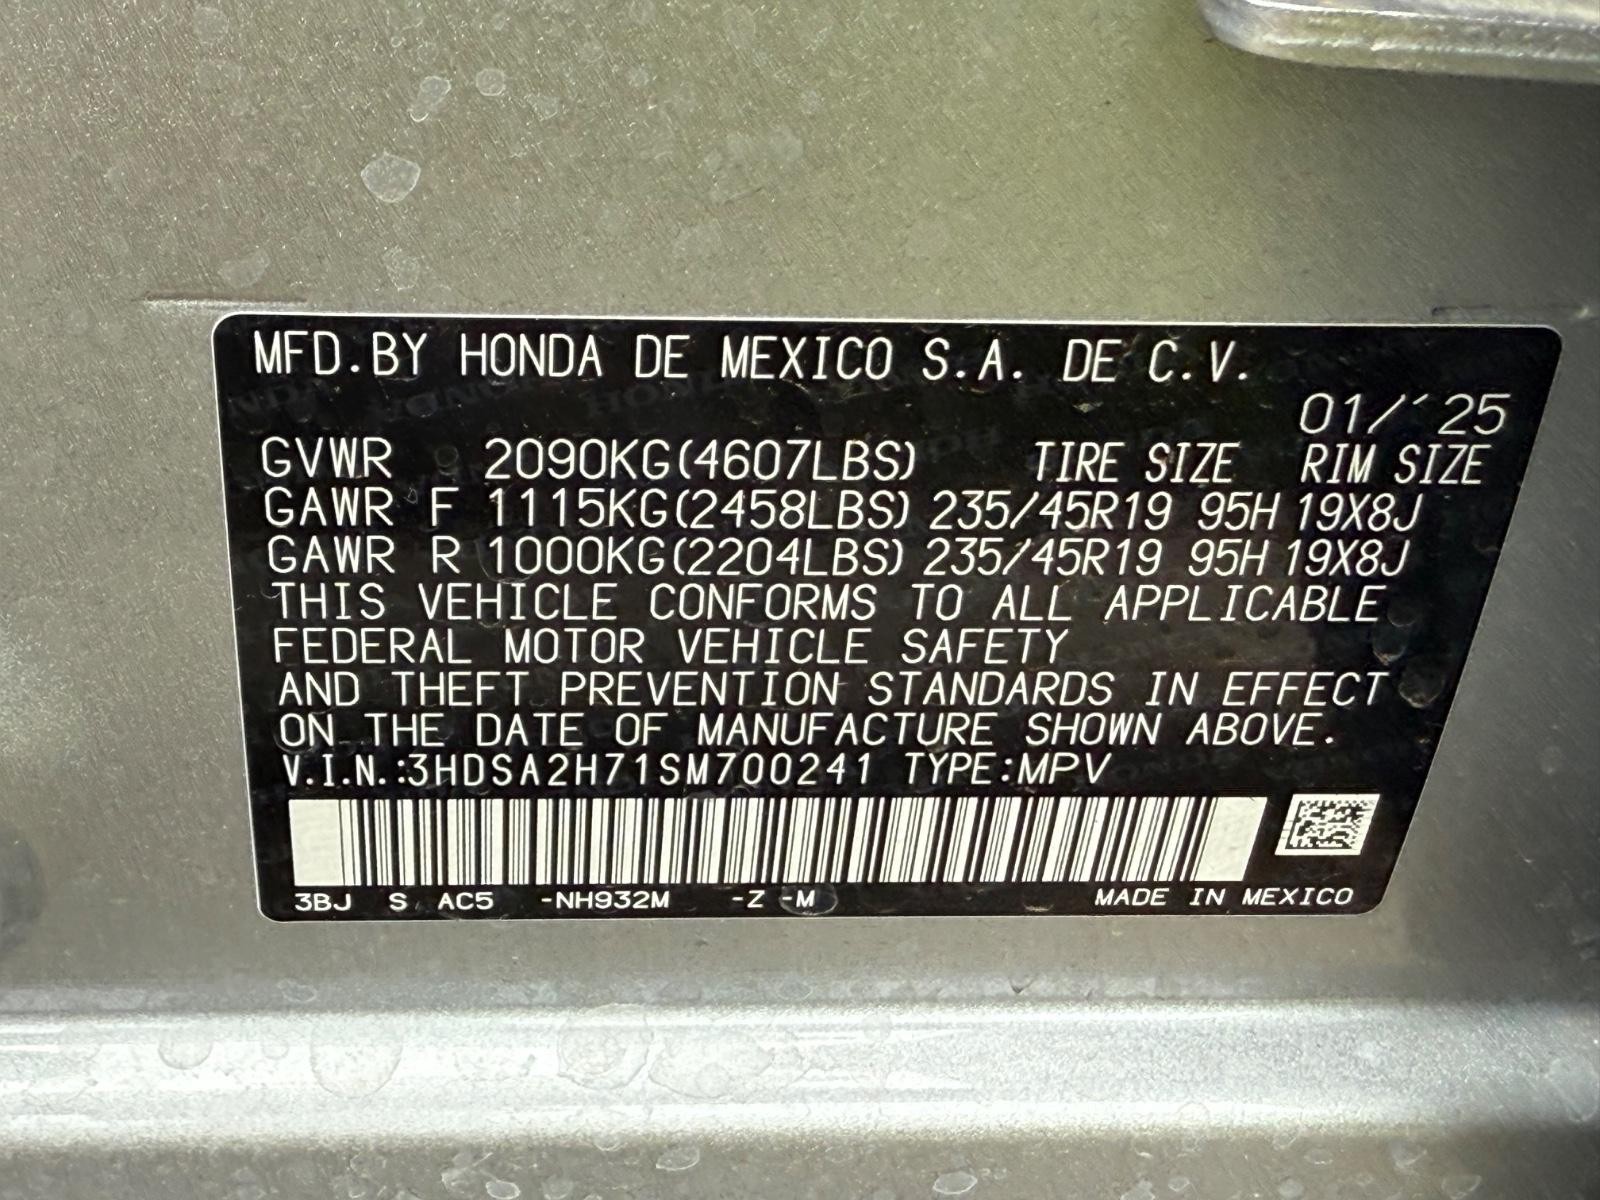 MFD.BY HONDA DE MEXICO S.A. DE C.V.
01/´25
GVWR 2090KG(4607LBS) TIRE SIZE RIM SIZE
GAWR F 1115KG(2458LBS) 235/45R19 95H 19X8J
GAWR R 1000KG(2204LBS) 235/45R19 95H 19X8J
THIS VEHICLE CONFORMS TO ALL APPLICABLE
FEDERAL MOTOR VEHICLE SAFETY
AND THEFT PREVENTION STANDARDS IN EFFECT
ON THE DATE OF MANUFACTURE SHOWN ABOVE.
V.I.N.:3HDSA2H71SM700241 TYPE:MPV
3BJ S AC5 -NH932M -Z -M MADE IN MEXICO